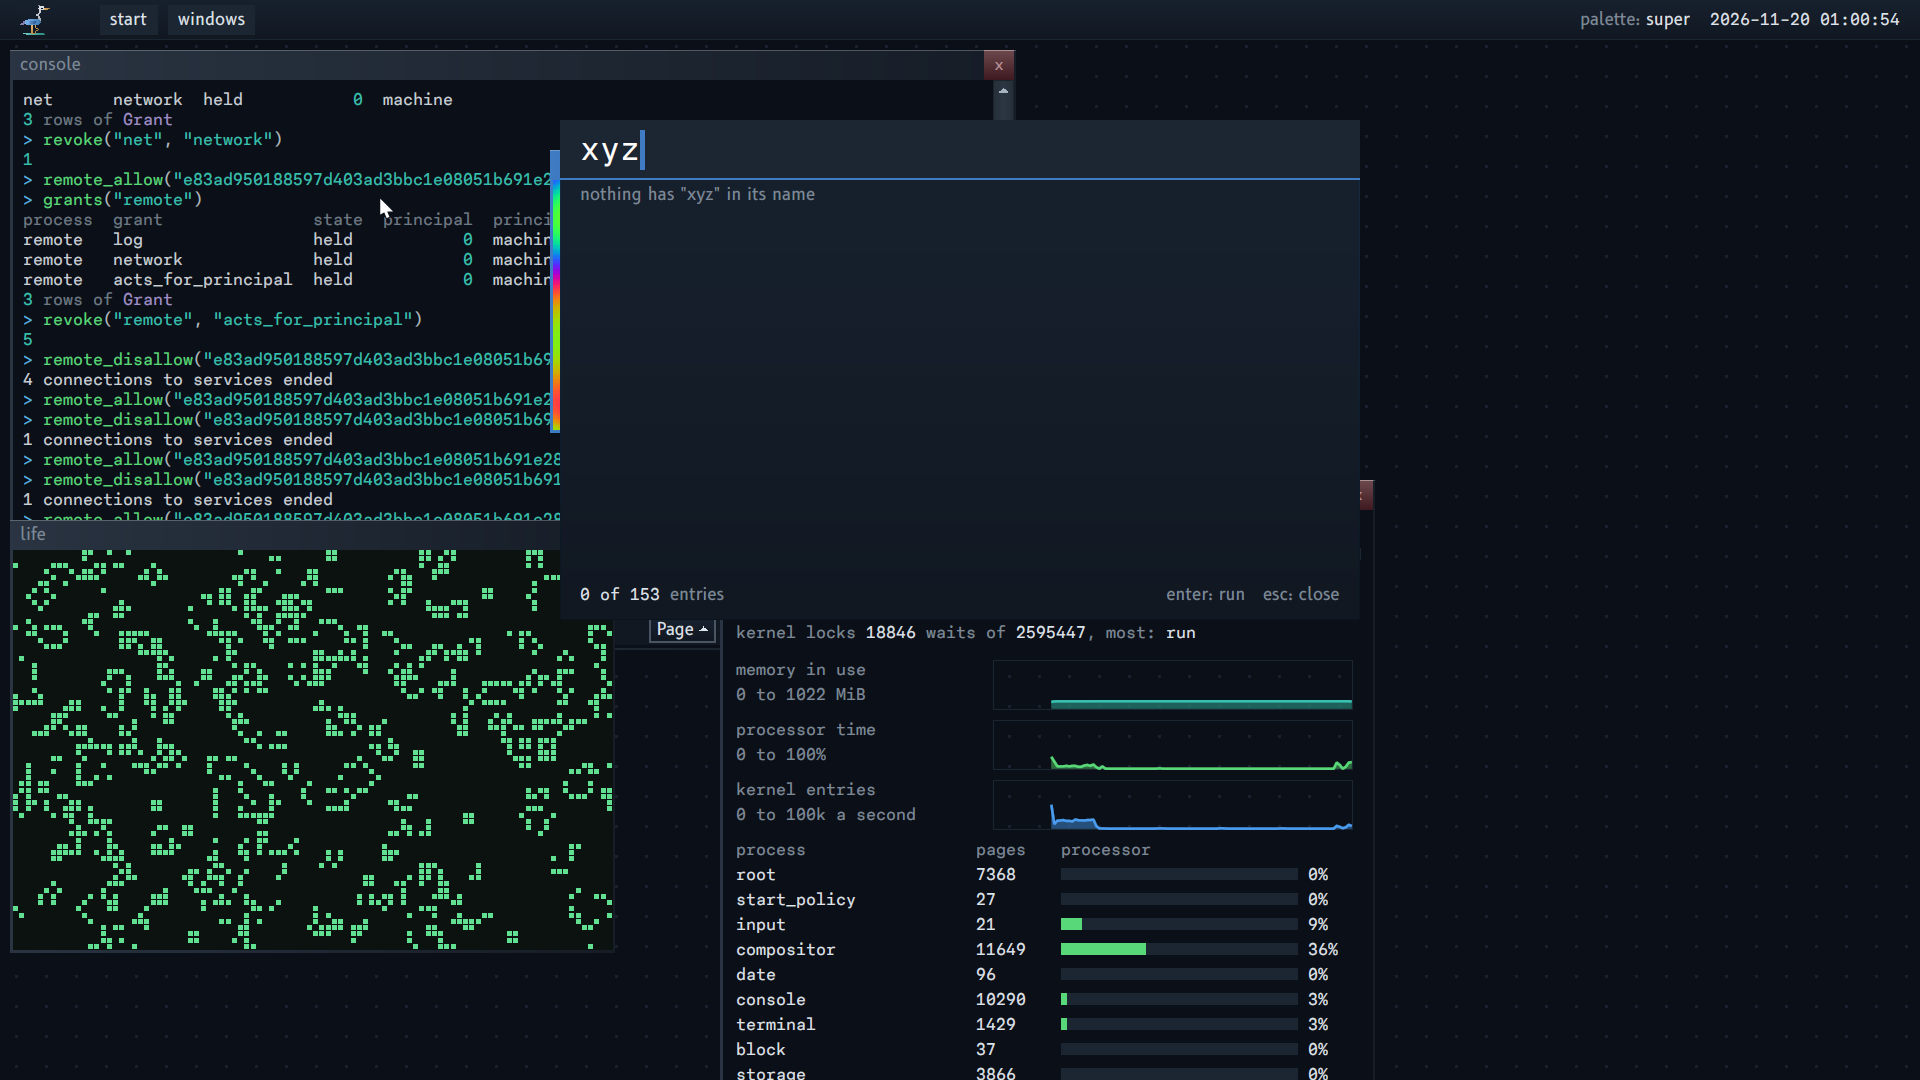 start windows palette: super 2026-11-20 01:00:54
console x
net network held 0 machine
3 rows of Grant
> revoke("net", "network")
1
> remote_allow("e83ad950188597d403ad3bbc1e08051b691e2
> grants("remote")
process grant state principal princi
remote log held 0 machin
remote network held 0 machin
remote acts_for_principal held 0 machin
3 rows of Grant
> revoke("remote", "acts_for_principal")
5
> remote_disallow("e83ad950188597d403ad3bbc1e08051b69
4 connections to services ended
> remote_allow("e83ad950188597d403ad3bbc1e08051b691e2
> remote_disallow("e83ad950188597d403ad3bbc1e08051b69
1 connections to services ended
> remote_allow("e83ad950188597d403ad3bbc1e08051b691e28
> remote_disallow("e83ad950188597d403ad3bbc1e08051b691
1 connections to services ended
> remote_allow("e83ad950188597d403ad3bbc1e08051b691e28
xyz
nothing has "xyz" in its name
0 of 153 entries enter: run esc: close
life
Page
kernel locks 18846 waits of 2595447, most: run
memory in use
0 to 1022 MiB
processor time
0 to 100%
kernel entries
0 to 100k a second
process pages processor
root 7368 0%
start_policy 27 0%
input 21 9%
compositor 11649 36%
date 96 0%
console 10290 3%
terminal 1429 3%
block 37 0%
storage 3866 0%